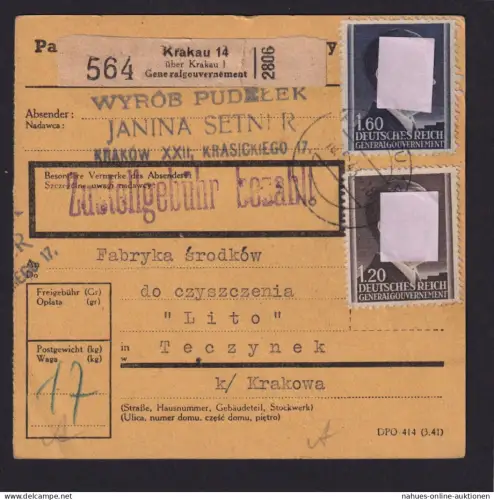 Pa
y
564
Krakau 14
über Krakau 1
Generalgouvernement
2806
WYRÓB PUDEŁEK
Absender:
Nadawca:
JANINA SETNER
KRAKÓW XXII, KRASICKIEGO 17.
1.60
DEUTSCHES REICH
GENERALGOUVERNEMENT
Besondere Vermerke des Absenders
Szczególne uwagi nadawcy
Zustellgebühr bezahlt
1.20
DEUTSCHES REICH
GENERALGOUVERNEMENT
Fabryka środków
do czyszczenia
"Lito"
in Teczynek
w
k/ Krakowa
Freigebühr (Gr)
Opłata (gr)
Postgewicht (kg)
Waga (kg)
17
(Straße, Hausnummer, Gebäudeteil, Stockwerk)
(Ulica, numer domu, część domu, piętro)
DPO 414 (3.41)
www.delcampe.net
nahues-online-auktionen